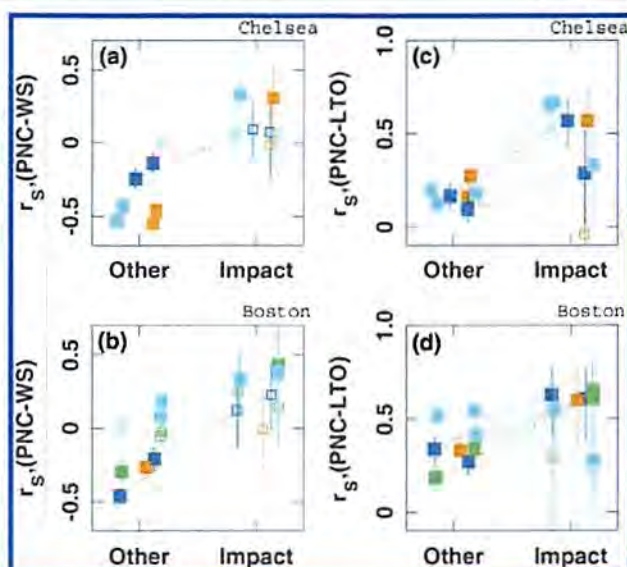 Chelsea
(a)
r_S,(PNC-WS)
0.5
0
-0.5
Other Impact
Chelsea
(c)
r_S,(PNC-LTO)
1.0
0.5
0
Other Impact
Boston
(b)
r_S,(PNC-WS)
0.5
0
-0.5
Other Impact
Boston
(d)
r_S,(PNC-LTO)
1.0
0.5
0
Other Impact